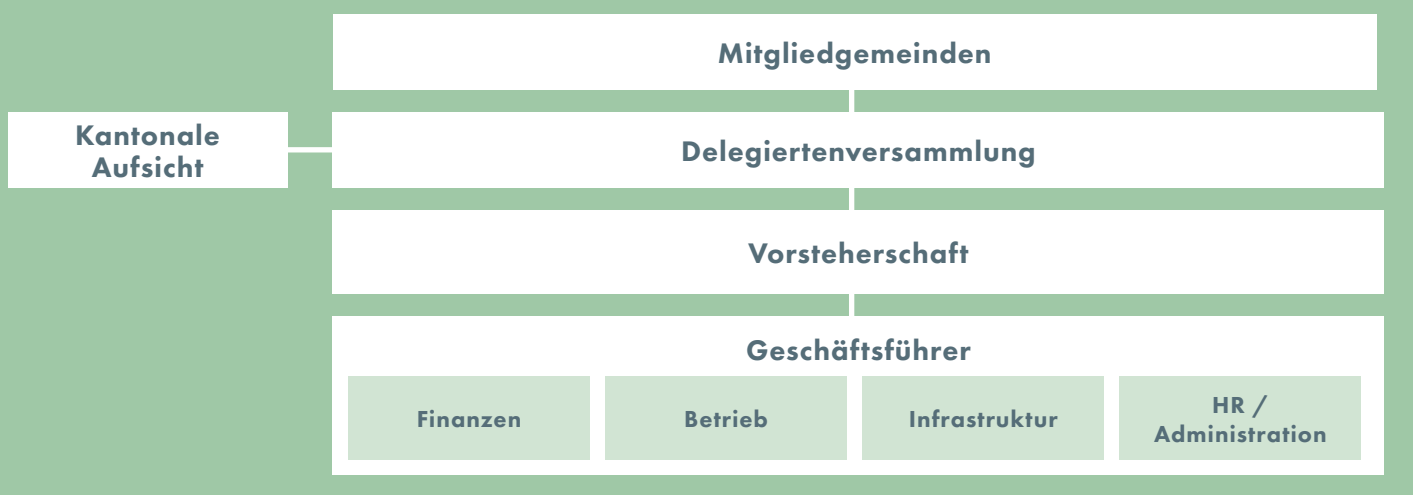 Mitgliedgemeinden
Kantonale
Aufsicht
Delegiertenversammlung
Vorsteherschaft
Geschäftsführer
Finanzen
Betrieb
Infrastruktur
HR /
Administration